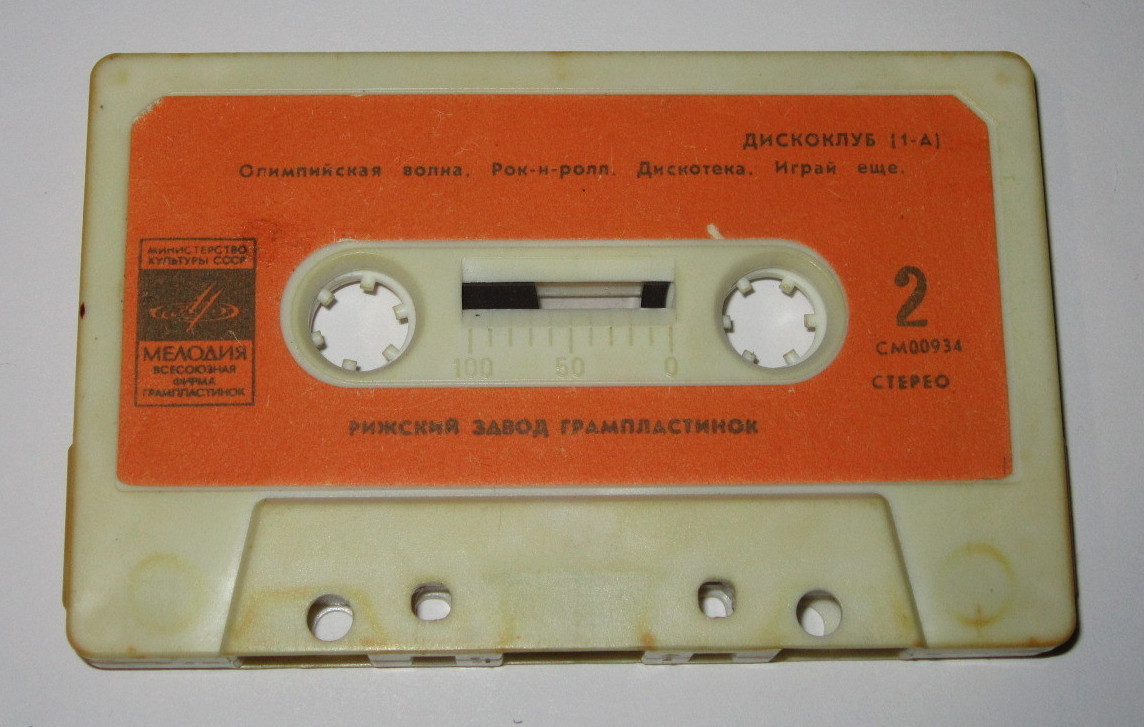 ДИСКОКЛУБ [1-А]
Олимпийская волна. Рок-н-ролл. Дискотека. Играй еще.
МИНИСТЕРСТВО
КУЛЬТУРЫ СССР
МЕЛОДИЯ
ВСЕСОЮЗНАЯ
ФИРМА
ГРАМПЛАСТИНОК
2
СМ00934
СТЕРЕО
100 50 0
РИЖСКИЙ ЗАВОД ГРАМПЛАСТИНОК